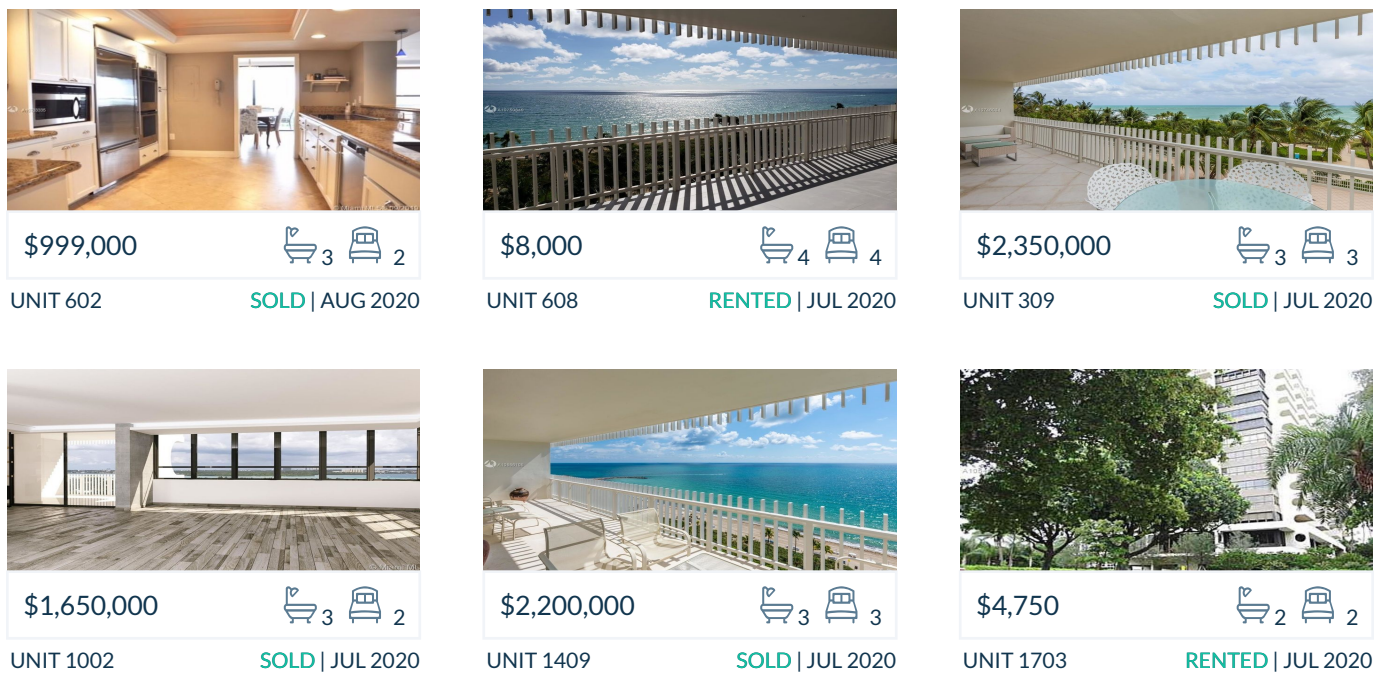 $999,000 3 2
UNIT 602 SOLD | AUG 2020
$8,000 4 4
UNIT 608 RENTED | JUL 2020
$2,350,000 3 3
UNIT 309 SOLD | JUL 2020
$1,650,000 3 2
UNIT 1002 SOLD | JUL 2020
$2,200,000 3 3
UNIT 1409 SOLD | JUL 2020
$4,750 2 2
UNIT 1703 RENTED | JUL 2020